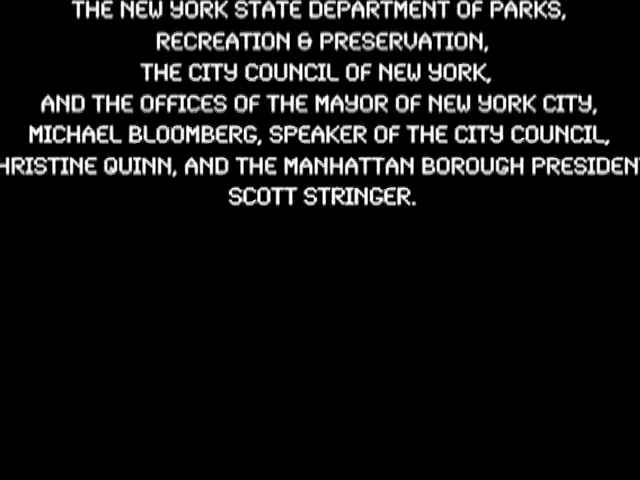 THE NEW YORK STATE DEPARTMENT OF PARKS,
RECREATION & PRESERVATION,
THE CITY COUNCIL OF NEW YORK,
AND THE OFFICES OF THE MAYOR OF NEW YORK CITY,
MICHAEL BLOOMBERG, SPEAKER OF THE CITY COUNCIL,
HRISTINE QUINN, AND THE MANHATTAN BOROUGH PRESIDENT
SCOTT STRINGER.